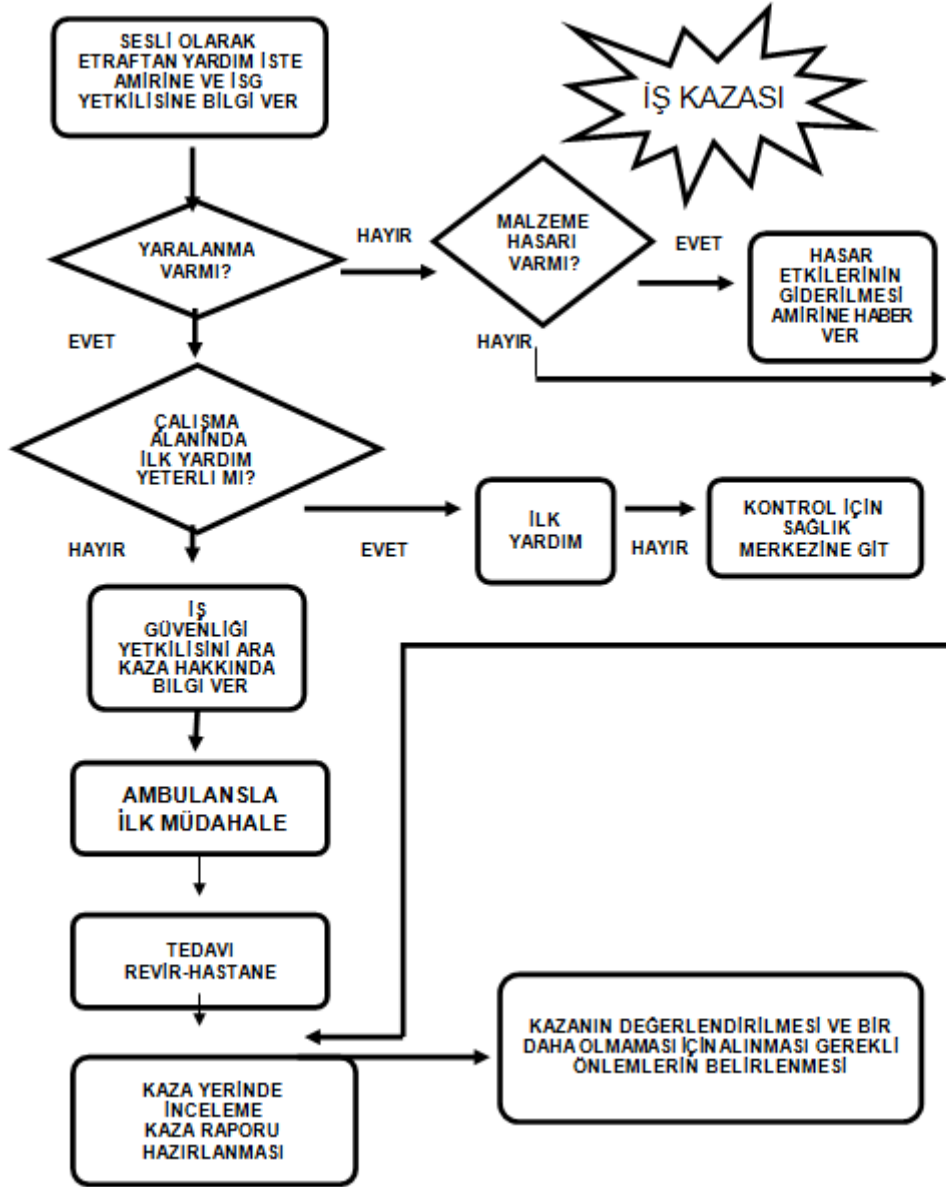 SESLİ OLARAK
ETRAFTAN YARDIM İSTE
AMİRİNE VE ISG
YETKİLİSİNE BİLGI VER
İŞ KAZASI
YARALANMA
VARMI?
HAYIR
MALZEME
HASARI
VARMI?
EVET
HASAR
ETKİLERİNİN
GİDERİLMESİ
AMİRİNE HABER
VER
EVET
HAYIR
ÇALIŞMA
ALANINDA
İLK YARDIM
YETERLI MI?
HAYIR
EVET
İLK
YARDIM
HAYIR
KONTROL İÇİN
SAĞLIK
MERKEZİNE GİT
İŞ
GÜVENLİĞİ
YETKİLİSİNİ ARA
KAZA HAKKINDA
BILGI VER
AMBULANSLA
İLK MÜDAHALE
TEDAVI
REVİR-HASTANE
KAZA YERİNDE
İNCELEME
KAZA RAPORU
HAZIRLANMASI
KAZANIN DEĞERLENDİRİLMESİ VE BİR
DAHA OLMAMASI İÇİN ALINMASI GEREKLİ
ÖNLEMLERİN BELİRLENMESİ